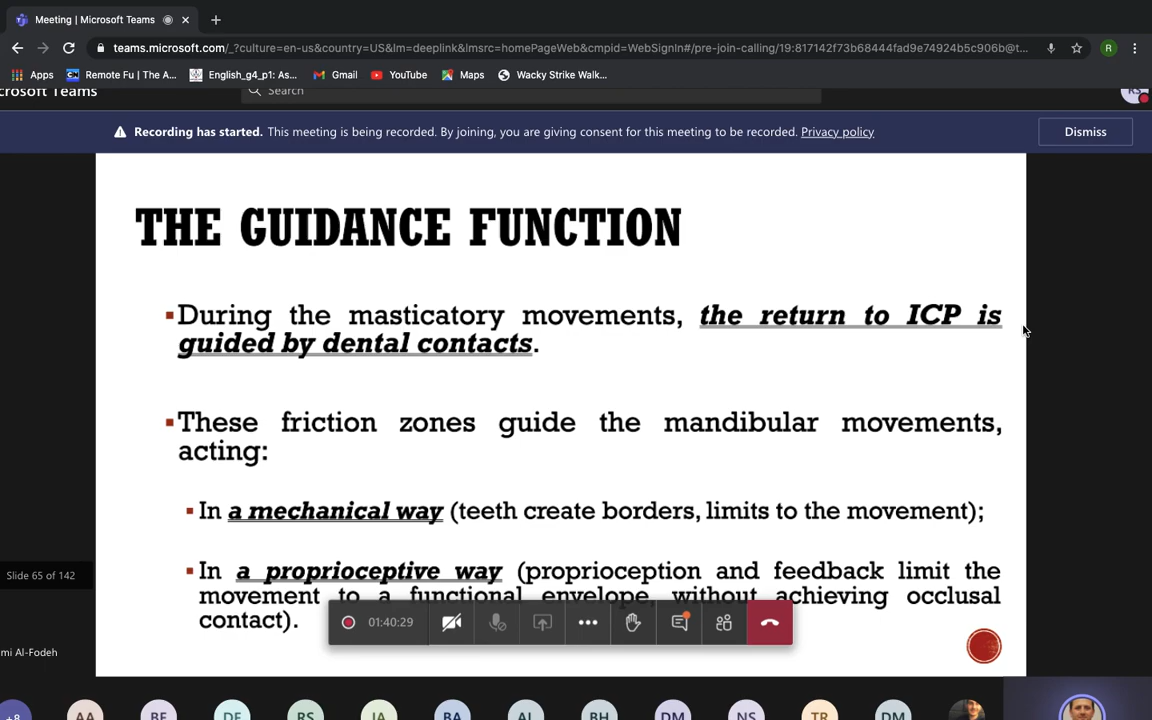 Meeting | Microsoft Teams
teams.microsoft.com/_?culture=en-us&country=US&lm=deeplink&lmsrc=homePageWeb&cmpid=WebSignIn#/pre-join-calling/19:817142f73b68444fad9e74924b5c906b@t...
R
Apps
Remote Fu | The A...
English_g4_p1: As...
Gmail
YouTube
Maps
Wacky Strike Walk...
crosoft Teams
Search
RS
Recording has started. This meeting is being recorded. By joining, you are giving consent for this meeting to be recorded. Privacy policy
Dismiss
THE GUIDANCE FUNCTION
▪During the masticatory movements, the return to ICP is
guided by dental contacts.
▪These friction zones guide the mandibular movements,
acting:
▪In a mechanical way (teeth create borders, limits to the movement);
▪In a proprioceptive way (proprioception and feedback limit the
movement to a functional envelope, without achieving occlusal
contact).
Slide 65 of 142
01:40:29
mi Al-Fodeh
+8
AA
BF
DF
RS
JA
BA
AL
BH
DM
NS
TR
DM